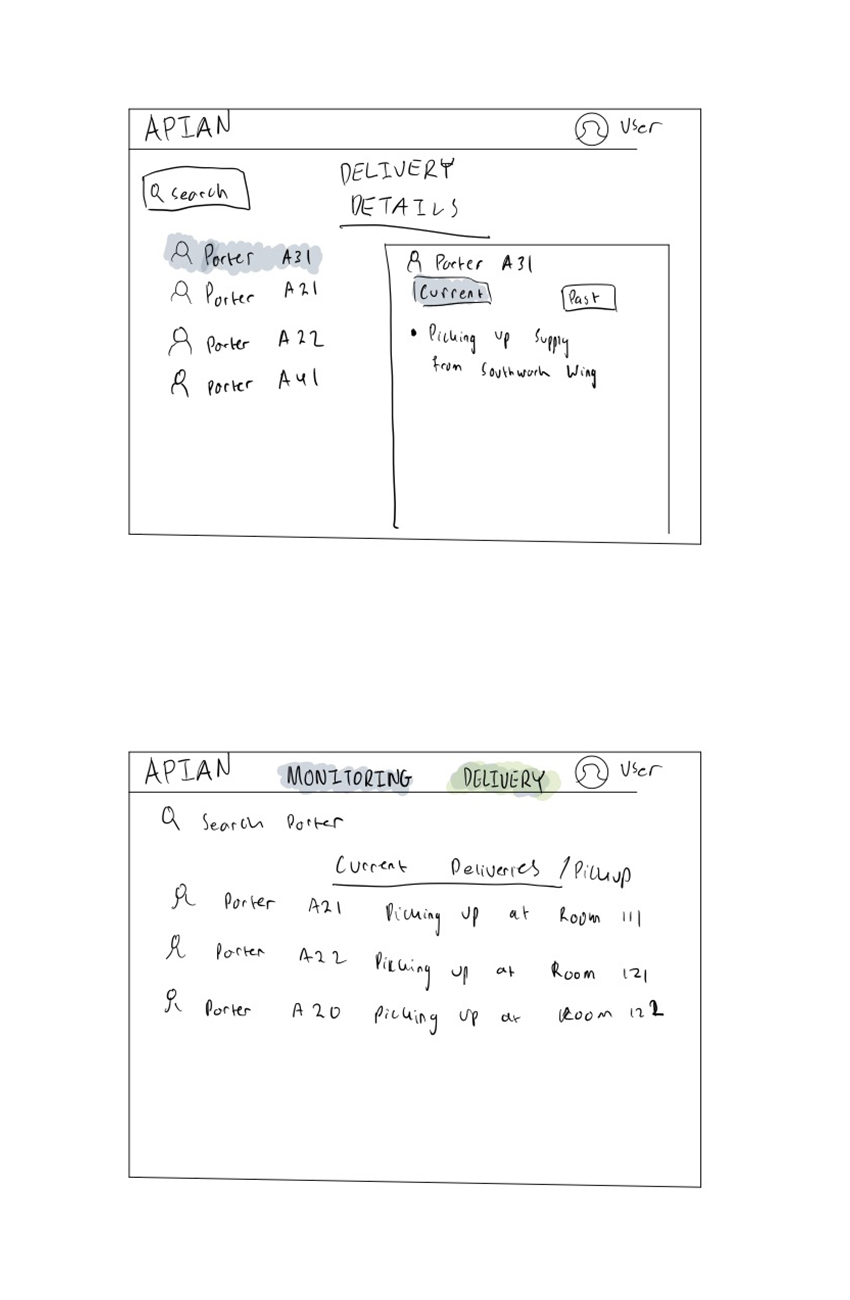 APIAN
User
search
DELIVERY
DETAILS
Porter A31
Porter A21
Porter A22
Porter A41
Porter A31
Current
Past
• Picking up supply
from Southwark Wing
APIAN MONITORING DELIVERY User
Search Porter
Current Deliveries / Pickup
Porter A21 Picking up at Room 111
Porter A22 Picking up at Room 121
Porter A20 Picking up at Room 122